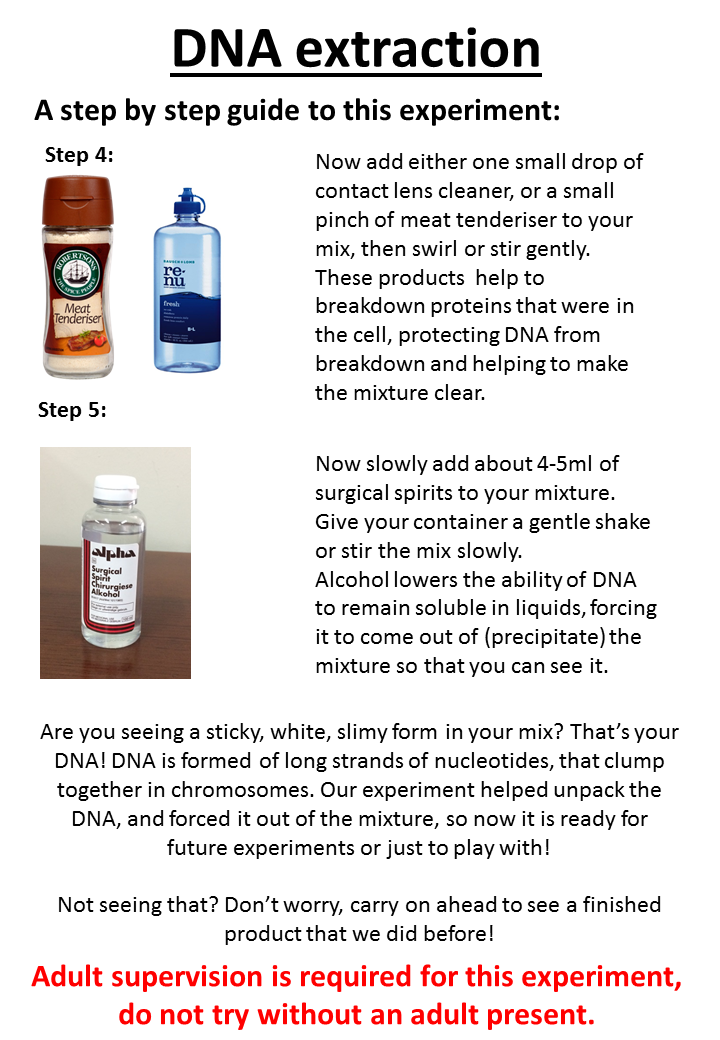 DNA extraction
A step by step guide to this experiment:
Step 4:
ROBERTSONS
THE SPICE PEOPLE
Meat
Tenderiser
BAUSCH + LOMB
re·
nu
fresh
Now add either one small drop of
contact lens cleaner, or a small
pinch of meat tenderiser to your
mix, then swirl or stir gently.
These products  help to
breakdown proteins that were in
the cell, protecting DNA from
breakdown and helping to make
the mixture clear.
Step 5:
alpha
Surgical
Spirit
Chirurgiese
Alkohol
Now slowly add about 4-5ml of
surgical spirits to your mixture.
Give your container a gentle shake
or stir the mix slowly.
Alcohol lowers the ability of DNA
to remain soluble in liquids, forcing
it to come out of (precipitate) the
mixture so that you can see it.
Are you seeing a sticky, white, slimy form in your mix? That’s your
DNA! DNA is formed of long strands of nucleotides, that clump
together in chromosomes. Our experiment helped unpack the
DNA, and forced it out of the mixture, so now it is ready for
future experiments or just to play with!
Not seeing that? Don’t worry, carry on ahead to see a finished
product that we did before!
Adult supervision is required for this experiment,
do not try without an adult present.